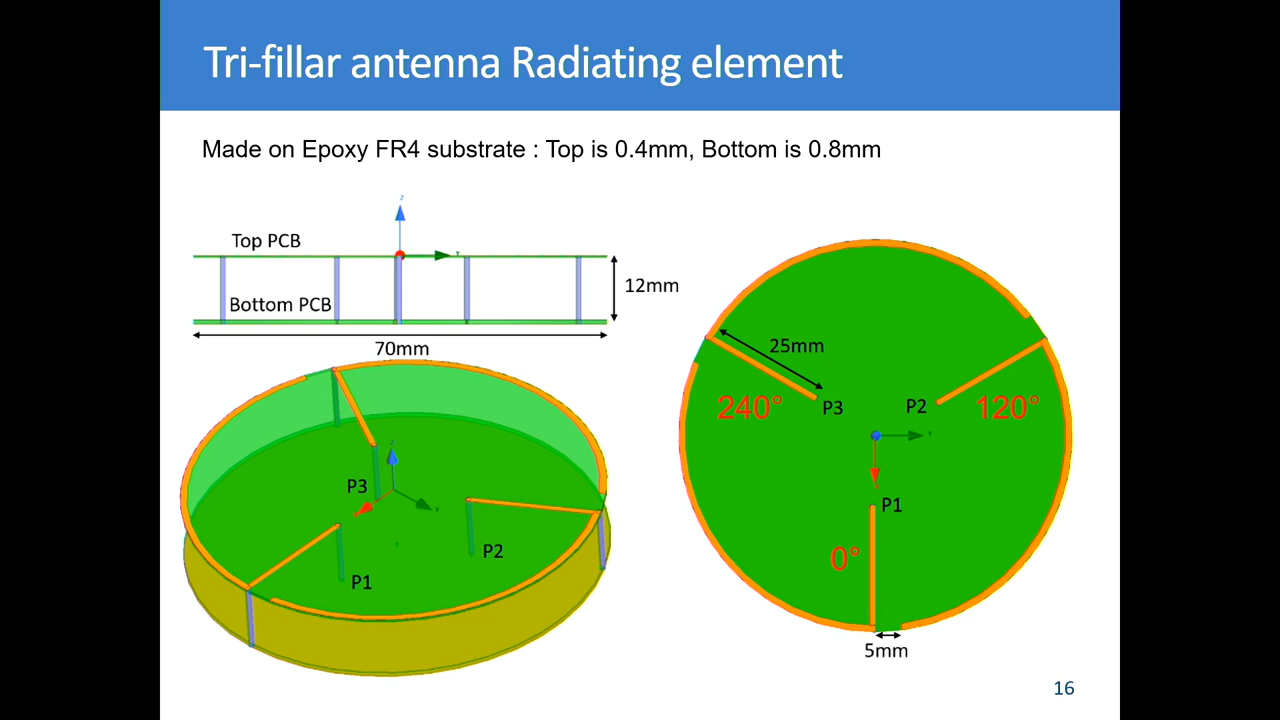 Tri-fillar antenna Radiating element
Made on Epoxy FR4 substrate : Top is 0.4mm, Bottom is 0.8mm
z
Top PCB
Y
12mm
Bottom PCB
70mm
25mm
240°
P3
P2
120°
Y
P1
0°
5mm
z
P3
P2
P1
16